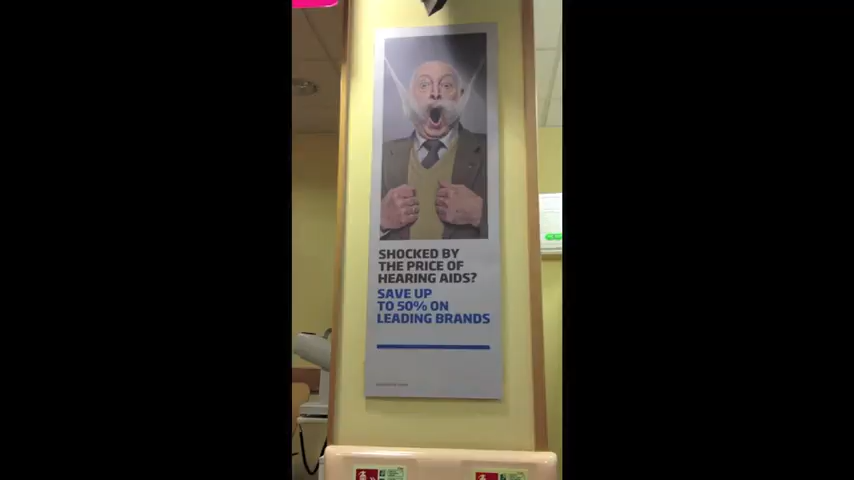 SHOCKED BY
THE PRICE OF
HEARING AIDS?
SAVE UP
TO 50% ON
LEADING BRANDS